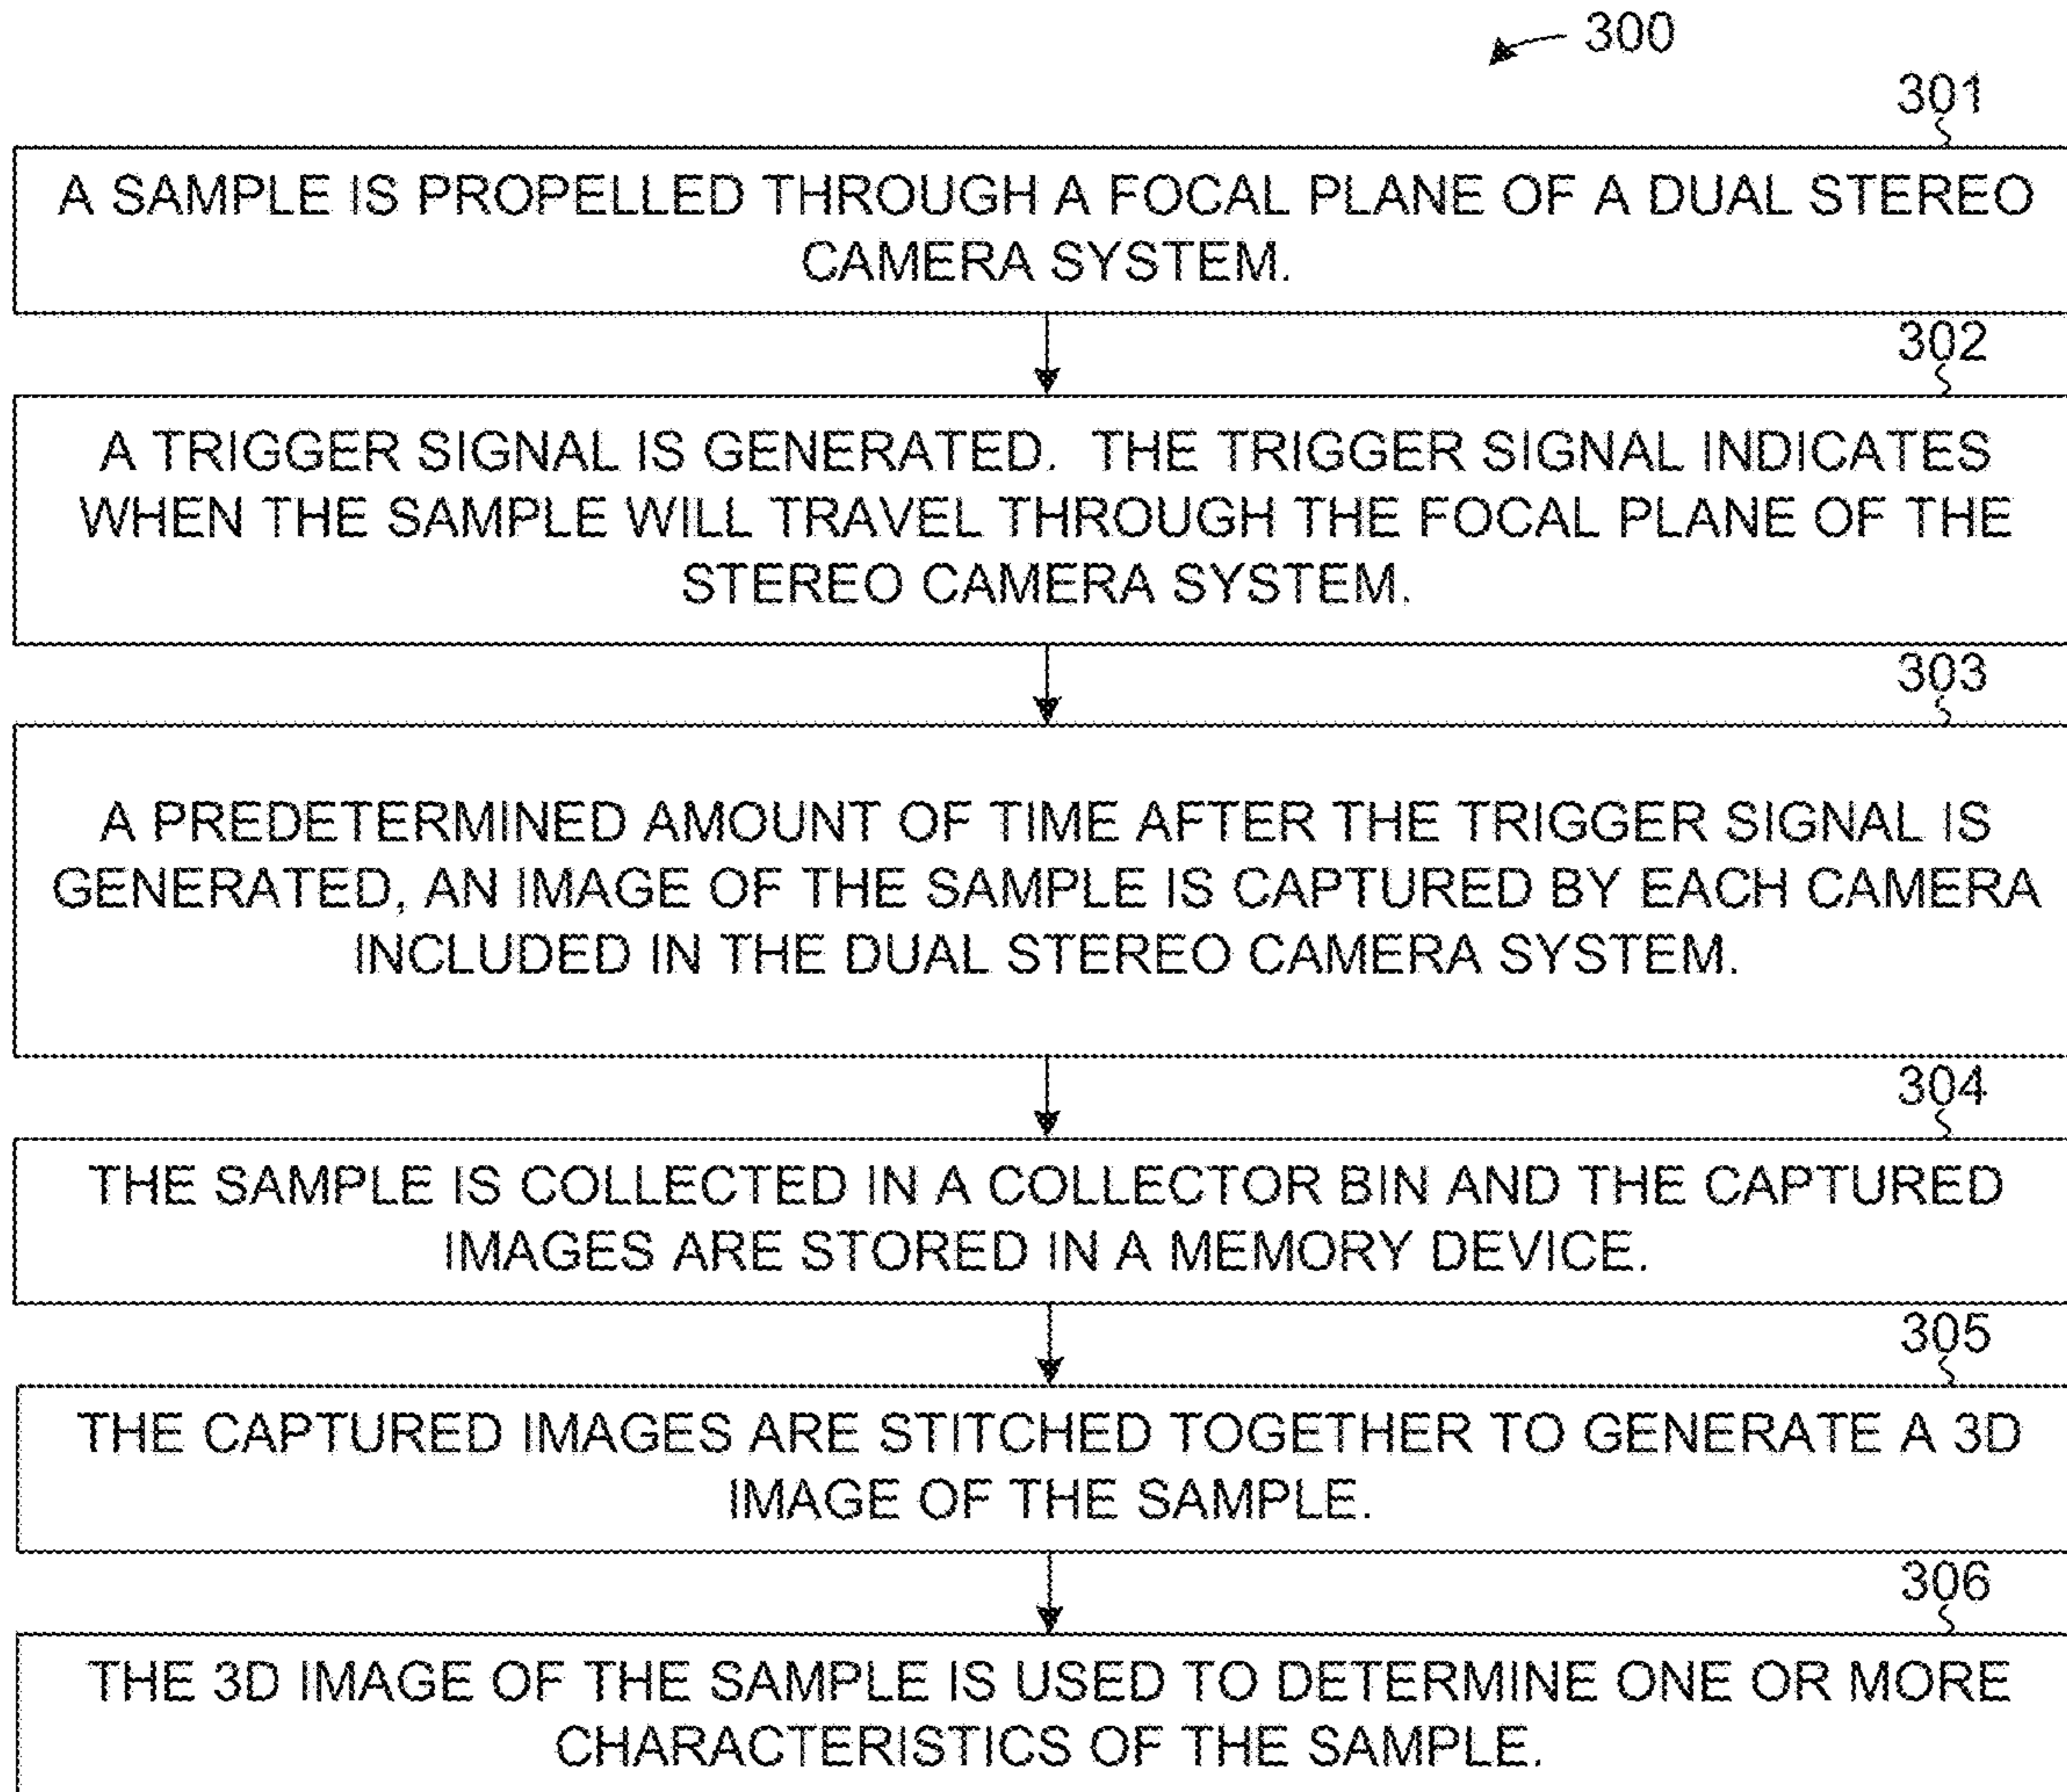 300
301
A SAMPLE IS PROPELLED THROUGH A FOCAL PLANE OF A DUAL STEREO
CAMERA SYSTEM.
302
A TRIGGER SIGNAL IS GENERATED. THE TRIGGER SIGNAL INDICATES
WHEN THE SAMPLE WILL TRAVEL THROUGH THE FOCAL PLANE OF THE
STEREO CAMERA SYSTEM.
303
A PREDETERMINED AMOUNT OF TIME AFTER THE TRIGGER SIGNAL IS
GENERATED, AN IMAGE OF THE SAMPLE IS CAPTURED BY EACH CAMERA
INCLUDED IN THE DUAL STEREO CAMERA SYSTEM.
304
THE SAMPLE IS COLLECTED IN A COLLECTOR BIN AND THE CAPTURED
IMAGES ARE STORED IN A MEMORY DEVICE.
305
THE CAPTURED IMAGES ARE STITCHED TOGETHER TO GENERATE A 3D
IMAGE OF THE SAMPLE.
306
THE 3D IMAGE OF THE SAMPLE IS USED TO DETERMINE ONE OR MORE
CHARACTERISTICS OF THE SAMPLE.